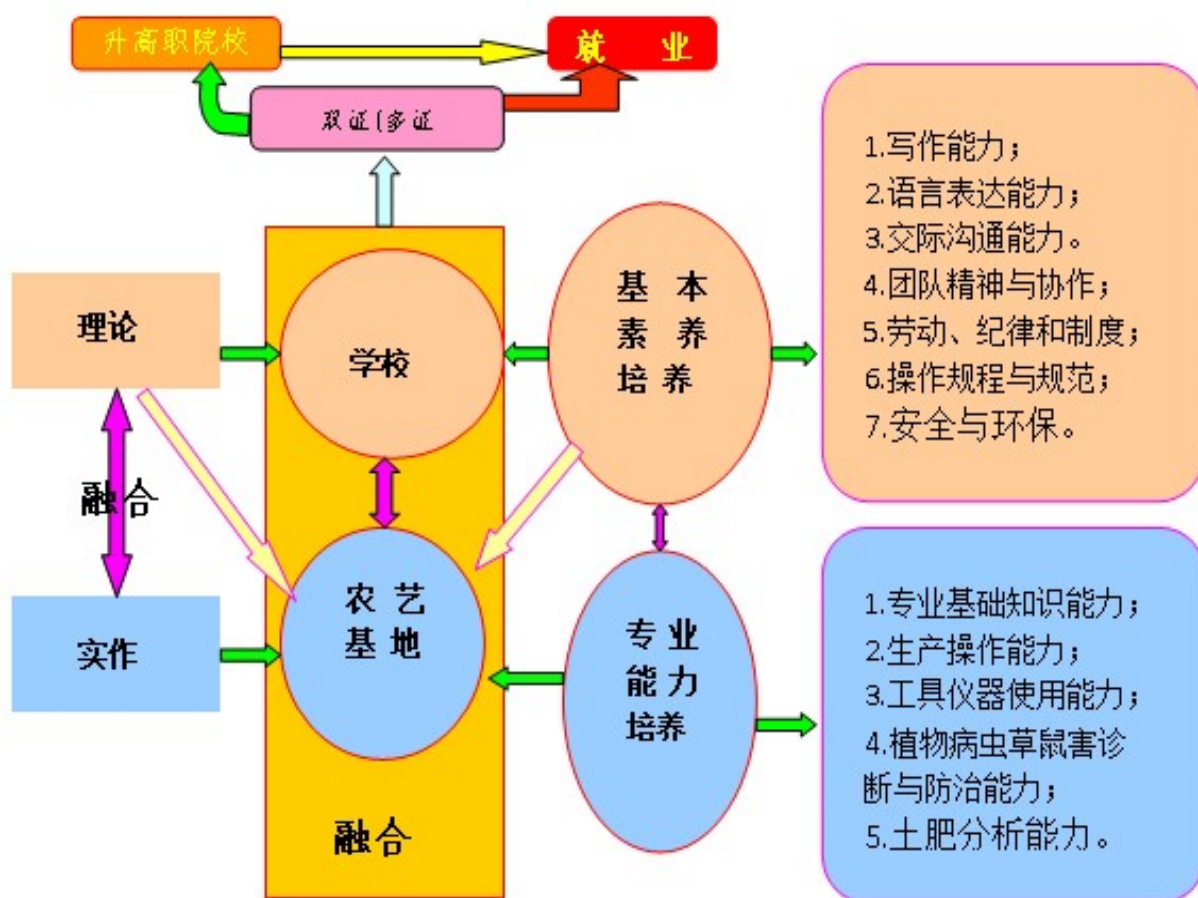 升高职院校
就 业
双证(多证
理论
融合
实作
学校
农 艺
基 地
融合
基 本
素 养
培 养
专 业
能 力
培养
1.写作能力；
2.语言表达能力；
3.交际沟通能力。
4.团队精神与协作；
5.劳动、纪律和制度；
6.操作规程与规范；
7.安全与环保。
1.专业基础知识能力；
2.生产操作能力；
3.工具仪器使用能力；
4.植物病虫草鼠害诊
断与防治能力；
5.土肥分析能力。